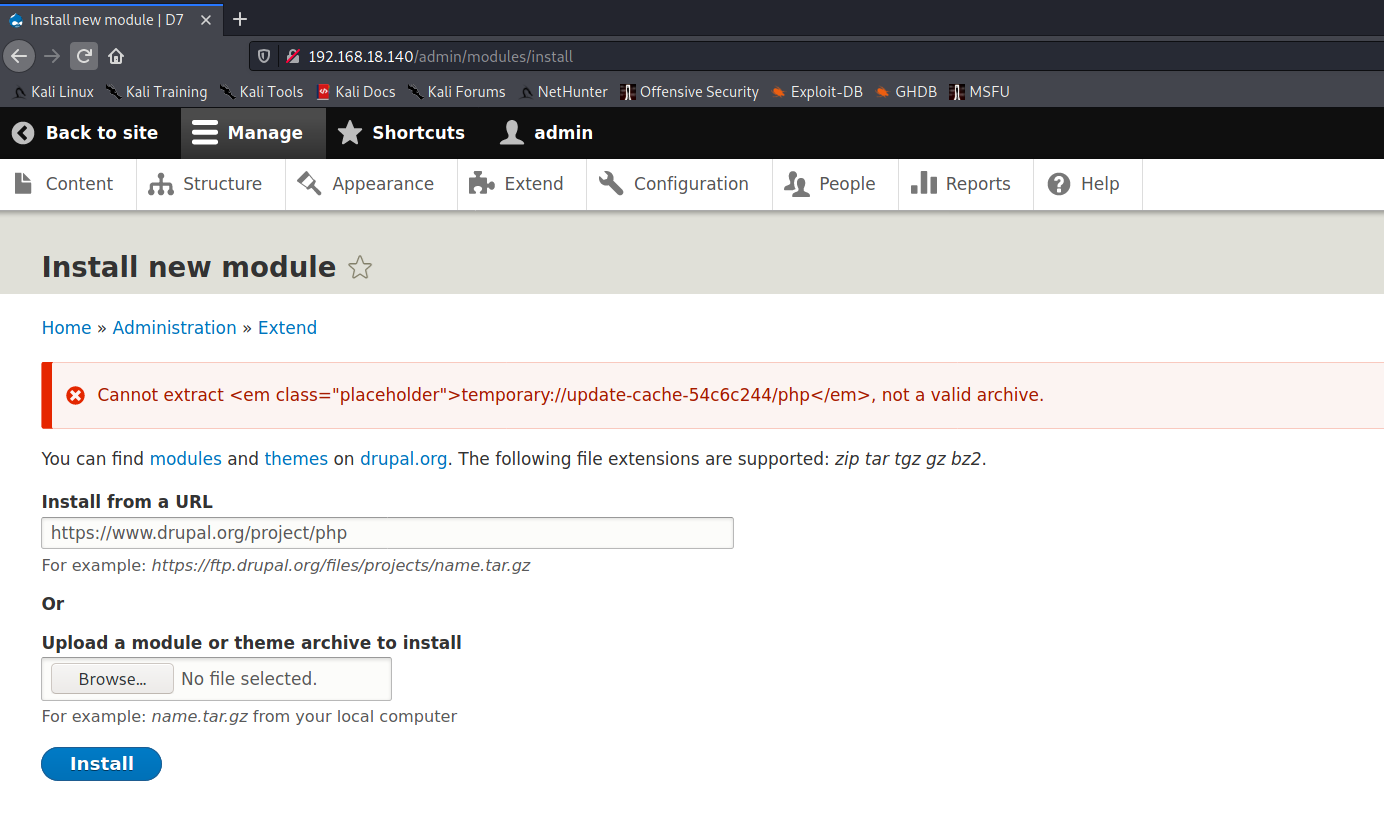 Install new module | D7
192.168.18.140/admin/modules/install
Kali Linux Kali Training Kali Tools Kali Docs Kali Forums NetHunter Offensive Security Exploit-DB GHDB MSFU
Back to site Manage Shortcuts admin
Content Structure Appearance Extend Configuration People Reports Help
Install new module
Home » Administration » Extend
Cannot extract <em class="placeholder">temporary://update-cache-54c6c244/php</em>, not a valid archive.
You can find modules and themes on drupal.org. The following file extensions are supported: zip tar tgz gz bz2.
Install from a URL
https://www.drupal.org/project/php
For example: https://ftp.drupal.org/files/projects/name.tar.gz
Or
Upload a module or theme archive to install
Browse... No file selected.
For example: name.tar.gz from your local computer
Install